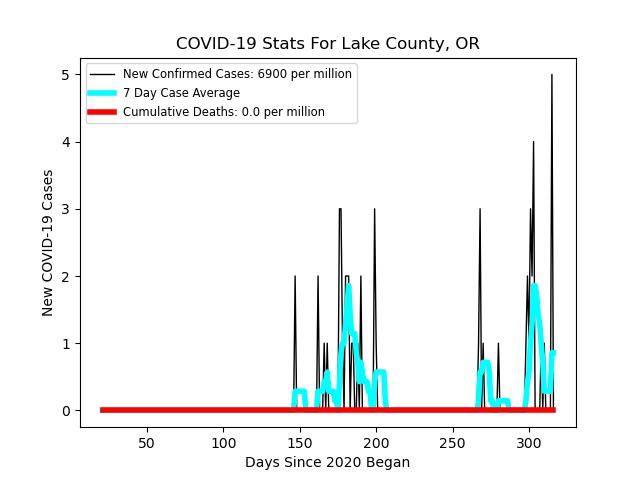 COVID-19 Stats For Lake County, OR
New Confirmed Cases: 6900 per million
7 Day Case Average
Cumulative Deaths: 0.0 per million
New COVID-19 Cases
5
4
3
2
1
0
50 100 150 200 250 300
Days Since 2020 Began